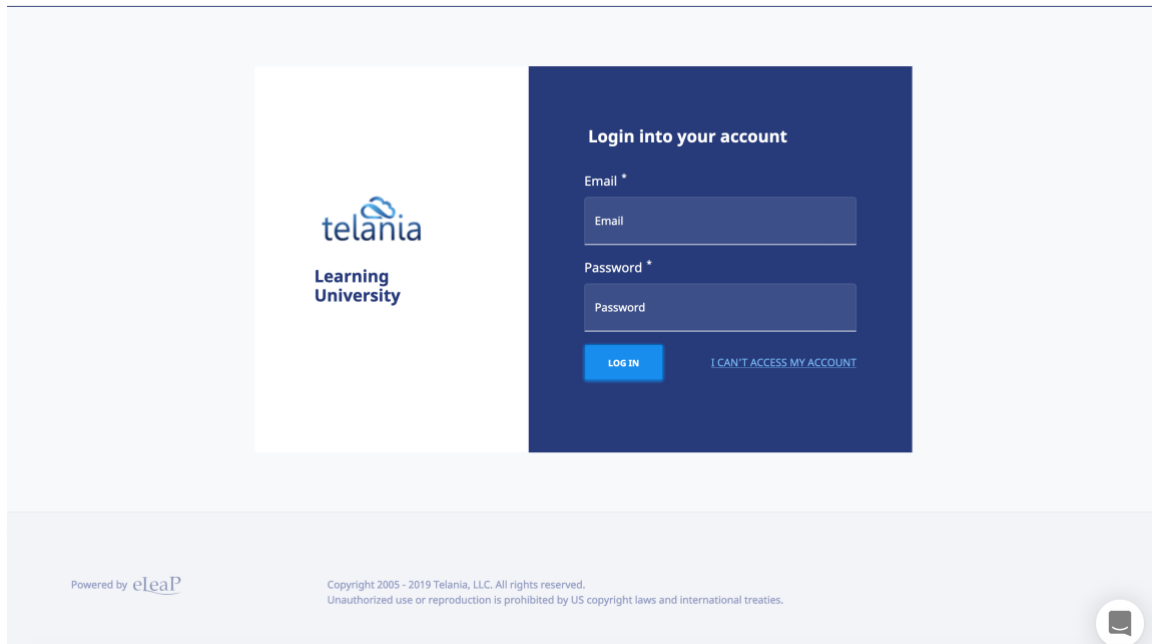 telania
Learning
University
Login into your account
Email *
Email
Password *
Password
LOG IN
I CAN'T ACCESS MY ACCOUNT
Powered by eLeaP
Copyright 2005 - 2019 Telania, LLC. All rights reserved.
Unauthorized use or reproduction is prohibited by US copyright laws and international treaties.